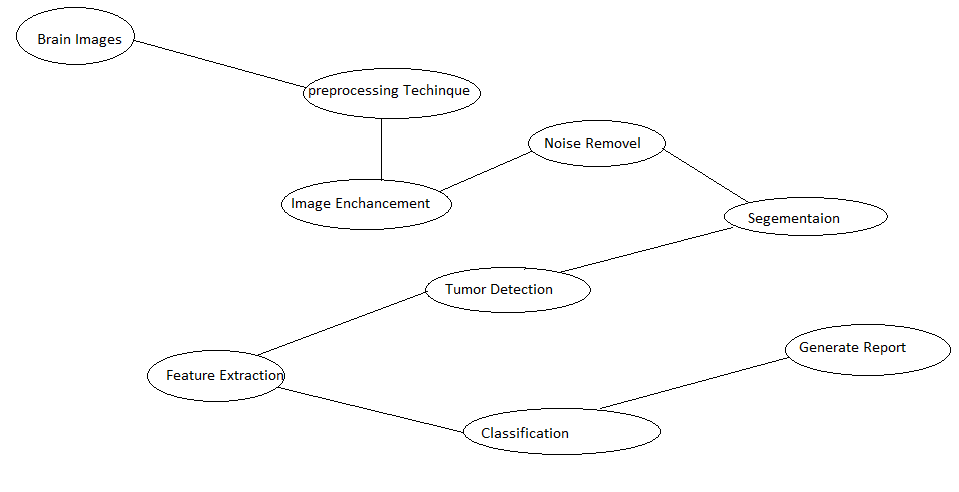 Brain Images
preprocessing Techinque
Noise Removel
Image Enchancement
Segementaion
Tumor Detection
Generate Report
Feature Extraction
Classification